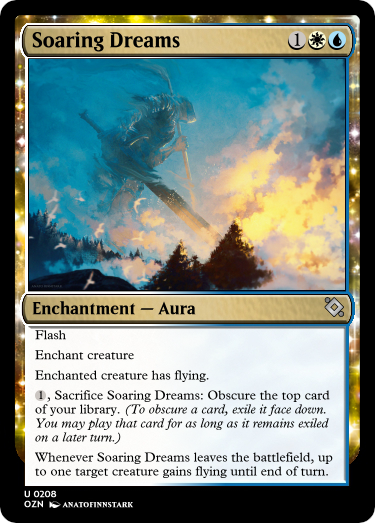 Soaring Dreams 1
Enchantment — Aura
Flash
Enchant creature
Enchanted creature has flying.
1, Sacrifice Soaring Dreams: Obscure the top card
of your library. (To obscure a card, exile it face down.
You may play that card for as long as it remains exiled
on a later turn.)
Whenever Soaring Dreams leaves the battlefield, up
to one target creature gains flying until end of turn.
U 0208
OZN ANATOFINNSTARK